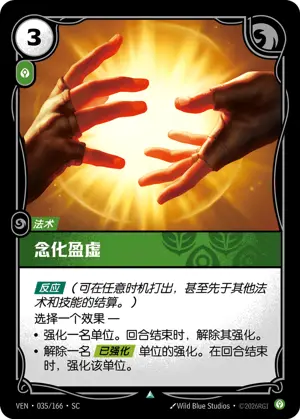 3
法术
念化盈虚
反应（可在任意时机打出，甚至先于其他法
术和技能的结算。）
选择一个效果 —
• 强化一名单位。回合结束时，解除其强化。
• 解除一名 已强化 单位的强化。在回合结
束时，强化该单位。
VEN • 035/166 • SC
Wild Blue Studios • ©2026RGI